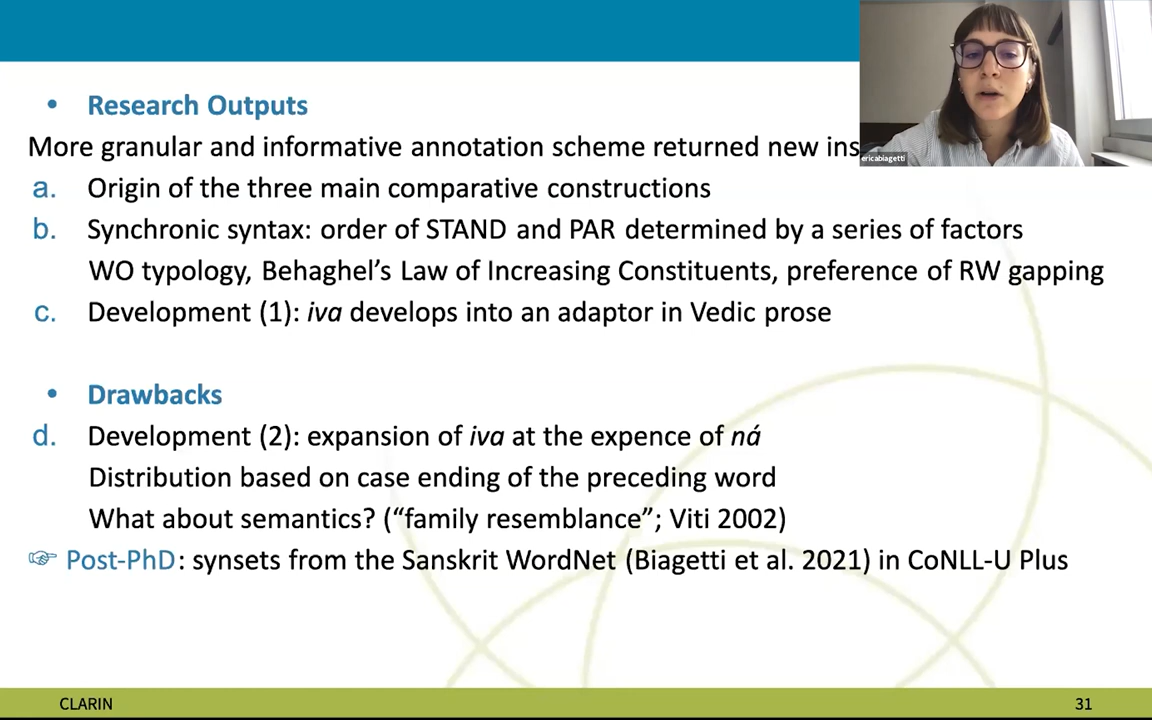 • Research Outputs
More granular and informative annotation scheme returned new ins
a. Origin of the three main comparative constructions
b. Synchronic syntax: order of STAND and PAR determined by a series of factors
WO typology, Behaghel’s Law of Increasing Constituents, preference of RW gapping
c. Development (1): iva develops into an adaptor in Vedic prose
• Drawbacks
d. Development (2): expansion of iva at the expence of ná
Distribution based on case ending of the preceding word
What about semantics? (“family resemblance”; Viti 2002)
☞ Post-PhD: synsets from the Sanskrit WordNet (Biagetti et al. 2021) in CoNLL-U Plus
ericabiagetti
CLARIN
31